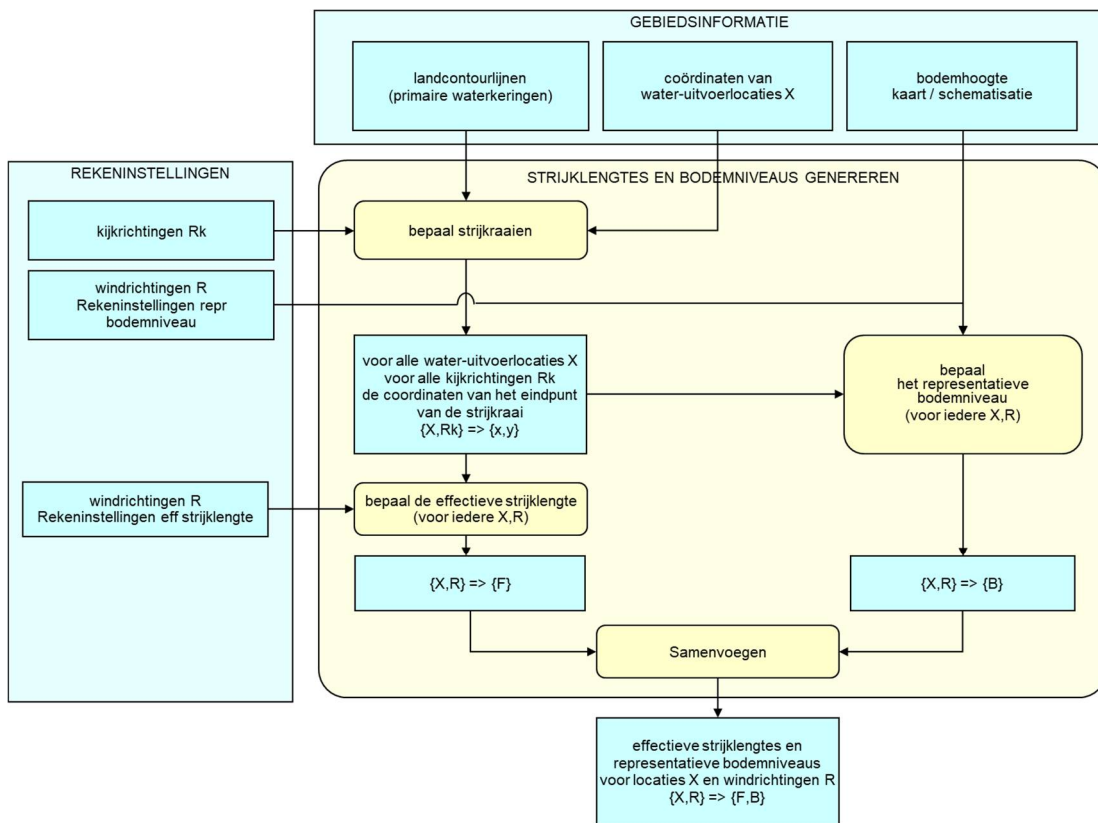 GEBIEDSINFORMATIE
landcontourlijnen
(primaire waterkeringen)
coördinaten van
water-uitvoerlocaties X
bodemhoogte
kaart / schematisatie
REKENINSTELLINGEN
STRIJKLENGTES EN BODEMNIVEAUS GENEREREN
kijkrichtingen Rk
bepaal strijkraaien
windrichtingen R
Rekeninstellingen repr
bodemniveau
voor alle water-uitvoerlocaties X
voor alle kijkrichtingen Rk
de coordinaten van het eindpunt
van de strijkraai
{X,Rk} => {x,y}
bepaal
het representatieve
bodemniveau
(voor iedere X,R)
windrichtingen R
Rekeninstellingen eff strijklengte
bepaal de effectieve strijklengte
(voor iedere X,R)
{X,R} => {F}
{X,R} => {B}
Samenvoegen
effectieve strijklengtes en
representatieve bodemniveaus
voor locaties X en windrichtingen R
{X,R} => {F,B}